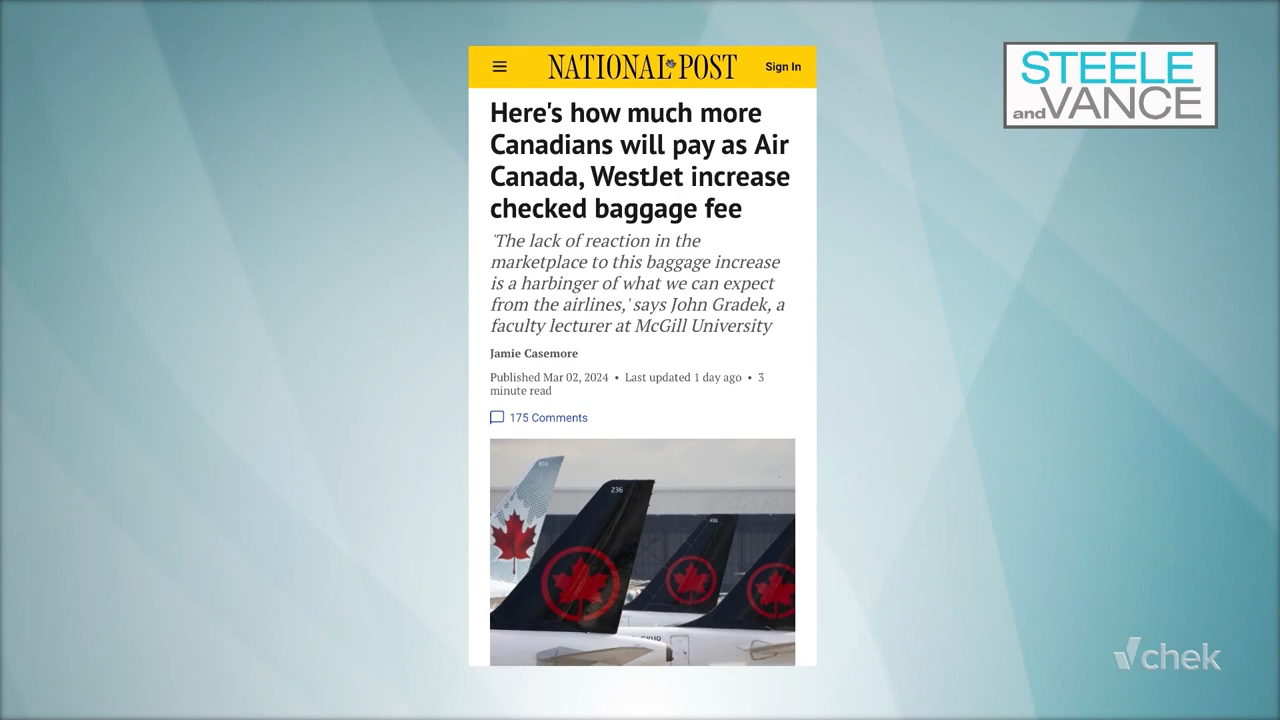 NATIONAL POST
Sign In
STEELE
and VANCE
Here's how much more
Canadians will pay as Air
Canada, WestJet increase
checked baggage fee
'The lack of reaction in the
marketplace to this baggage increase
is a harbinger of what we can expect
from the airlines,' says John Gradek, a
faculty lecturer at McGill University
Jamie Casemore
Published Mar 02, 2024 • Last updated 1 day ago • 3
minute read
175 Comments
236
chek